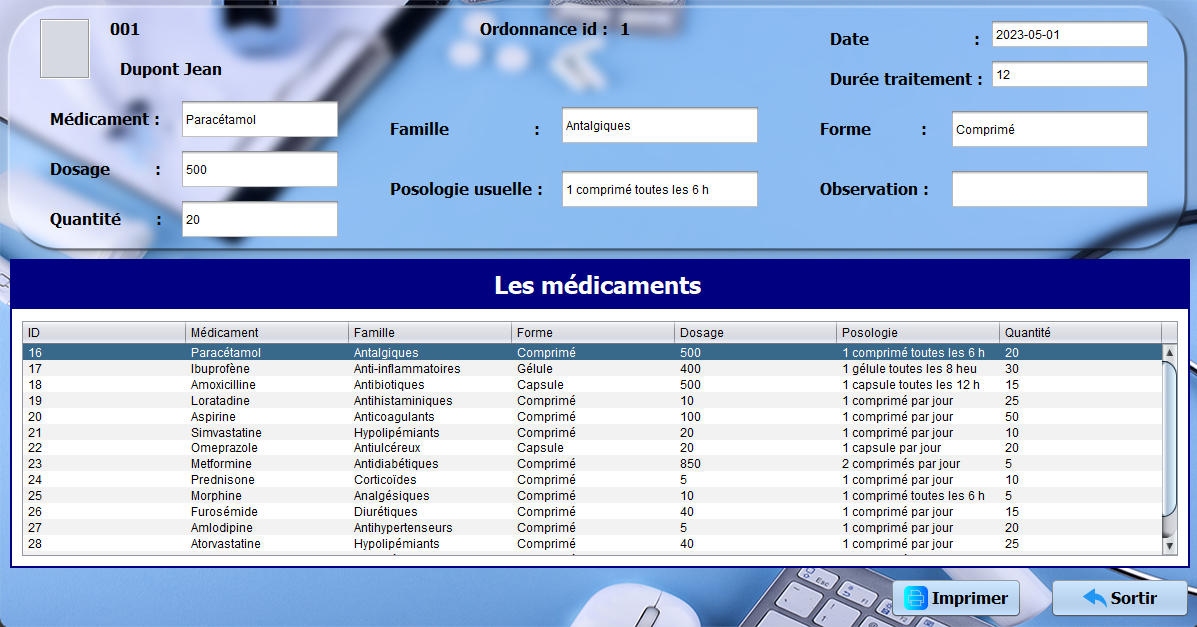 001
Ordonnance id : 1
Dupont Jean
Date : 2023-05-01
Durée traitement : 12
Médicament : Paracétamol
Famille : Antalgiques
Forme : Comprimé
Dosage : 500
Posologie usuelle : 1 comprimé toutes les 6 h
Observation :
Quantité : 20
Les médicaments
ID Médicament Famille Forme Dosage Posologie Quantité
16 Paracétamol Antalgiques Comprimé 500 1 comprimé toutes les 6 h 20
17 Ibuprofène Anti-inflammatoires Gélule 400 1 gélule toutes les 8 heu 30
18 Amoxicilline Antibiotiques Capsule 500 1 capsule toutes les 12 h 15
19 Loratadine Antihistaminiques Comprimé 10 1 comprimé par jour 25
20 Aspirine Anticoagulants Comprimé 100 1 comprimé par jour 50
21 Simvastatine Hypolipémiants Comprimé 20 1 comprimé par jour 10
22 Omeprazole Antiulcéreux Capsule 20 1 capsule par jour 20
23 Metformine Antidiabétiques Comprimé 850 2 comprimés par jour 5
24 Prednisone Corticoïdes Comprimé 5 1 comprimé par jour 10
25 Morphine Analgésiques Comprimé 10 1 comprimé toutes les 6 h 5
26 Furosémide Diurétiques Comprimé 40 1 comprimé par jour 15
27 Amlodipine Antihypertenseurs Comprimé 5 1 comprimé par jour 20
28 Atorvastatine Hypolipémiants Comprimé 40 1 comprimé par jour 25
Esc
Imprimer
Sortir